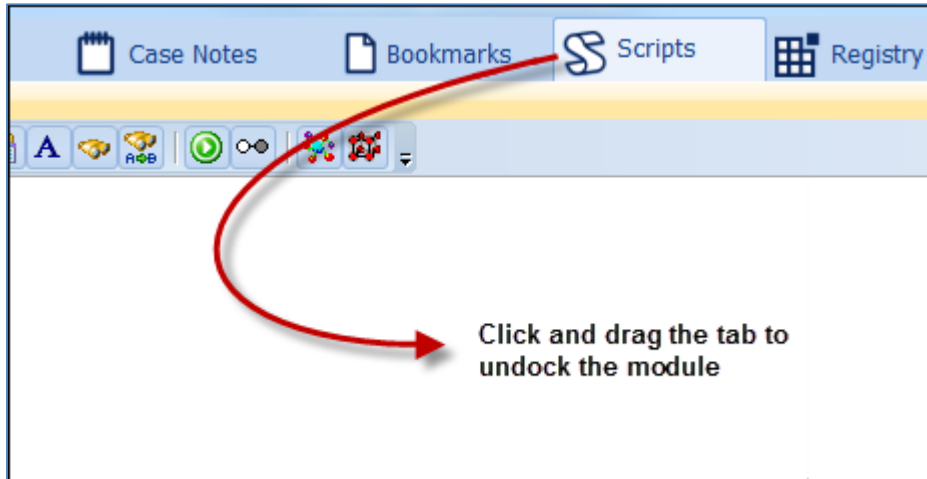 Case Notes
Bookmarks
Scripts
Registry
A
A
B
Click and drag the tab to
undock the module